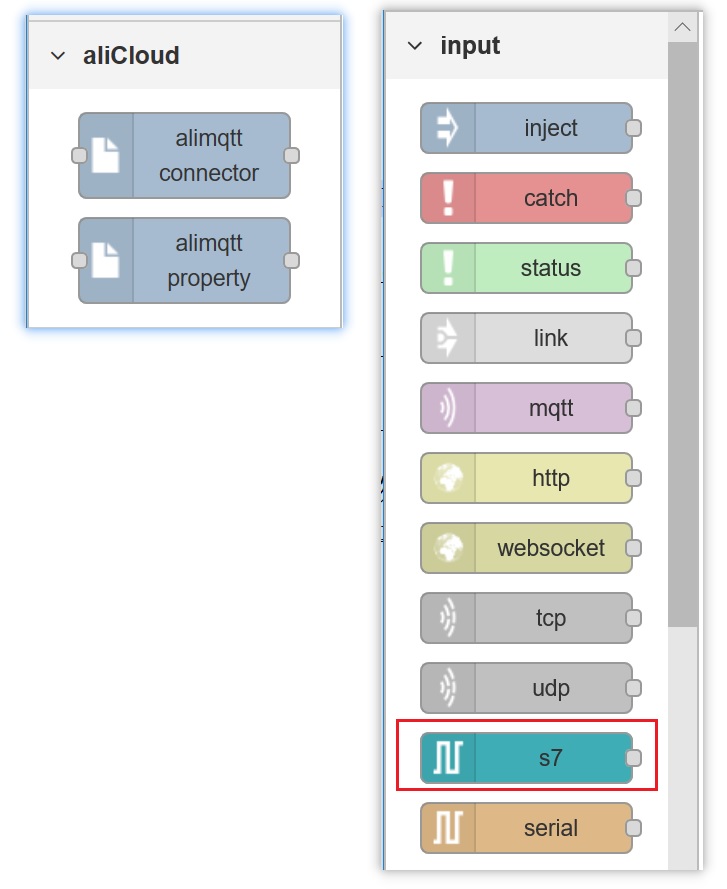 aliCloud
alimqtt
connector
alimqtt
property
input
inject
catch
status
link
mqtt
http
websocket
tcp
udp
s7
serial